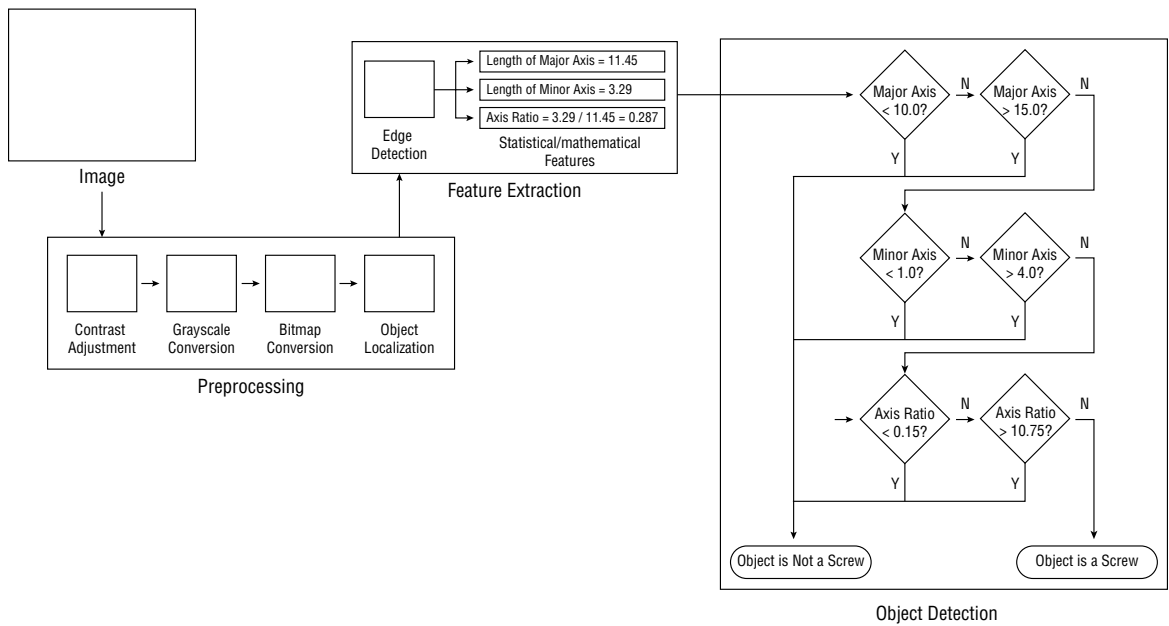 Image
Contrast
Adjustment
Grayscale
Conversion
Bitmap
Conversion
Object
Localization
Preprocessing
Edge
Detection
Length of Major Axis = 11.45
Length of Minor Axis = 3.29
Axis Ratio = 3.29 / 11.45 = 0.287
Statistical/mathematical
Features
Feature Extraction
Major Axis
< 10.0?
N
Major Axis
> 15.0?
N
Y
Y
Minor Axis
< 1.0?
N
Minor Axis
> 4.0?
N
Y
Y
Axis Ratio
< 0.15?
N
Axis Ratio
> 10.75?
N
Y
Y
Object is Not a Screw
Object is a Screw
Object Detection